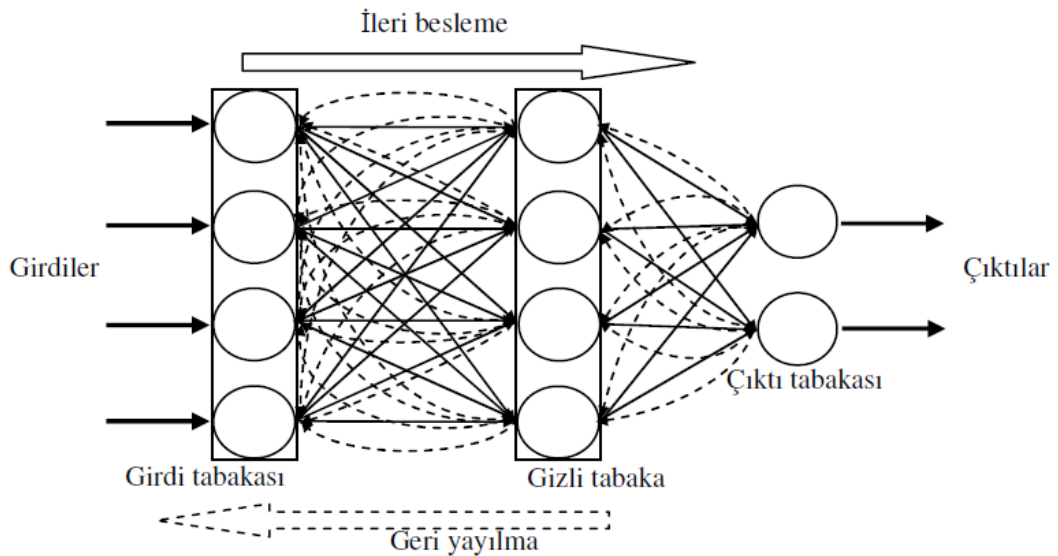 İleri besleme
Girdiler
Çıktılar
Çıktı tabakası
Girdi tabakası
Gizli tabaka
Geri yayılma